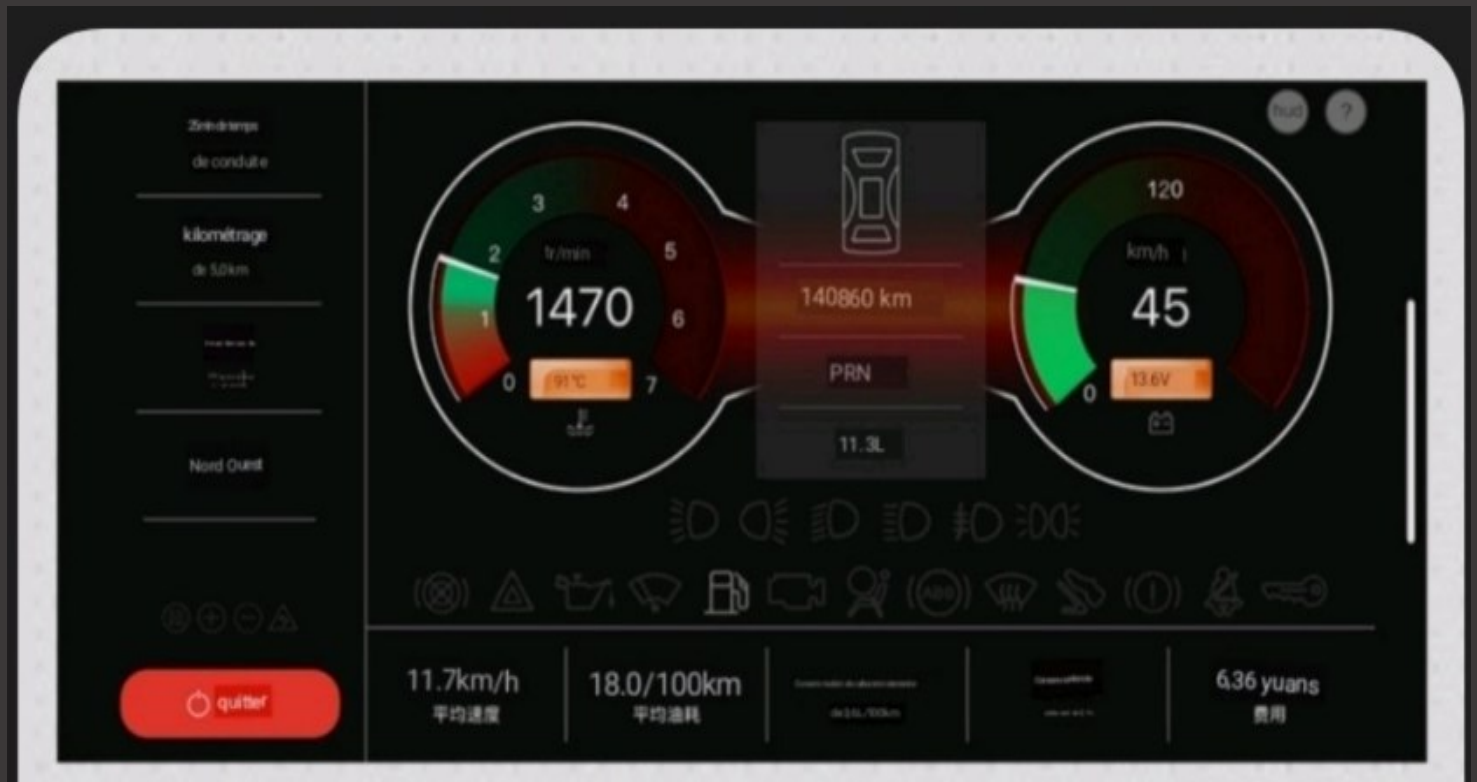 de conduite
kilométrage
de 5,0km
Nord Ouest
quitter
hud ?
0 1 2 3 4 5 6 7
tr/min
1470
91°C
140860 km
PRN
11.3L
120
km/h
45
0
13.6V
ABS
11.7km/h
平均速度
18.0/100km
平均油耗
6,36 yuans
费用